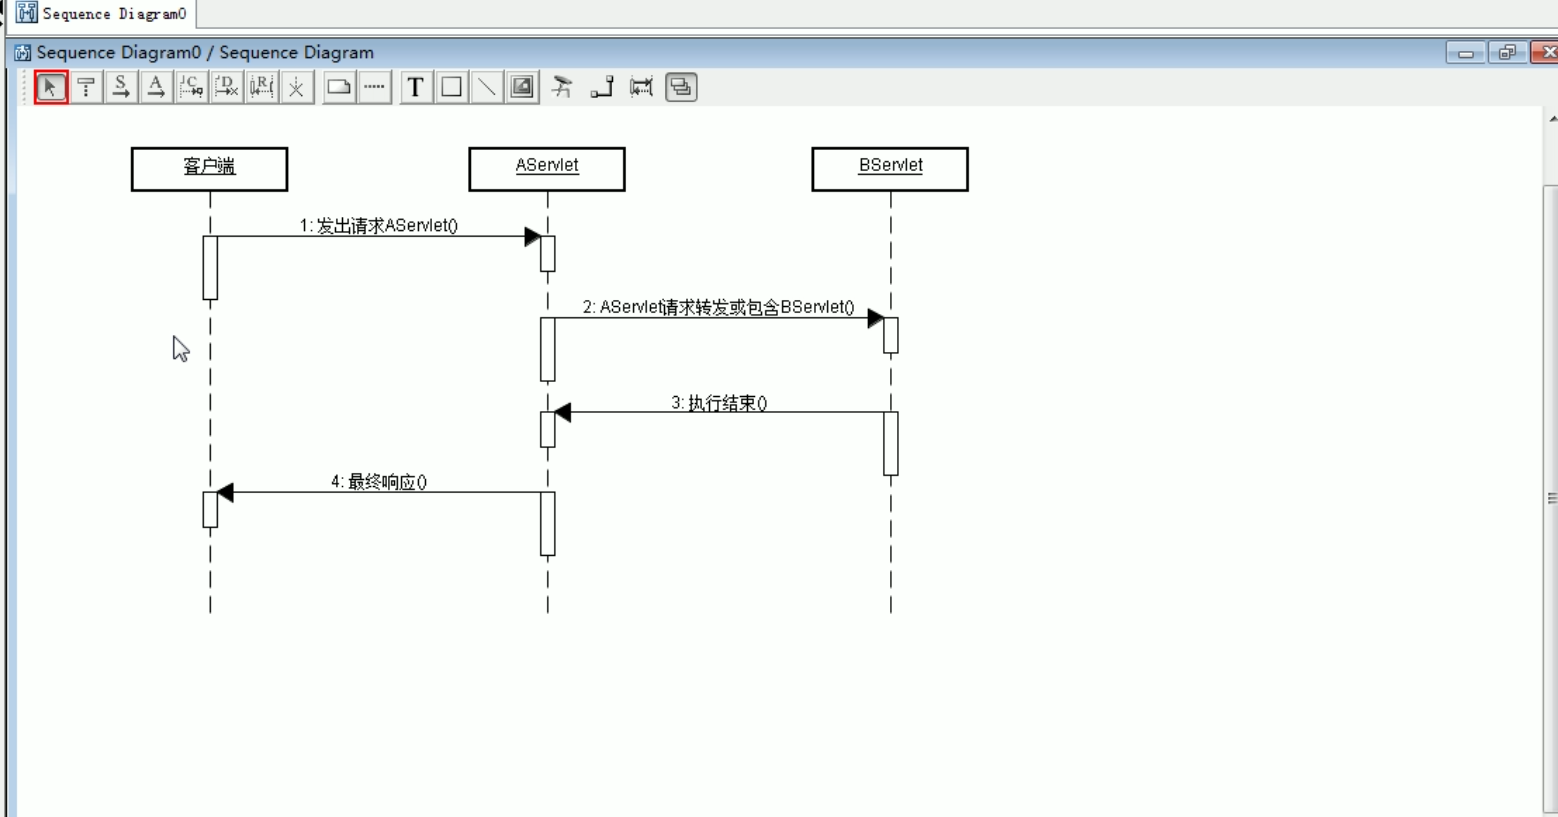 Sequence Diagram0
Sequence Diagram0 / Sequence Diagram
S A C D R T
客户端 AServlet BServlet
1: 发出请求AServlet()
2: AServlet请求转发或包含BServlet()
3: 执行结束()
4: 最终响应()